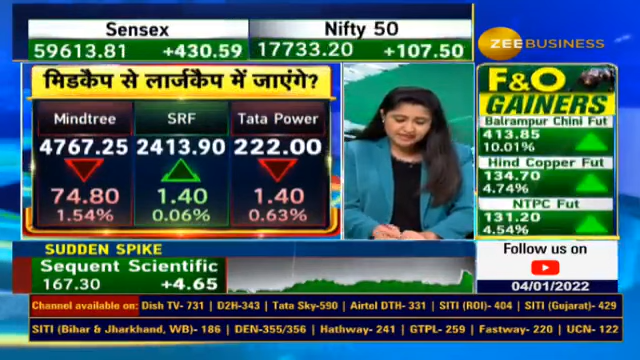 Sensex
59613.81 +430.59
Nifty 50
17733.20 +107.50
ZEE BUSINESS
मिडकैप से लार्जकैप में जाएंगे?
Mindtree
4767.25
74.80
1.54%
SRF
2413.90
1.40
0.06%
Tata Power
222.00
1.40
0.63%
F&O
GAINERS
Balrampur Chini Fut
413.85
10.01%
Hind Copper Fut
134.70
4.74%
NTPC Fut
131.20
4.54%
SUDDEN SPIKE
Sequent Scientific
167.30 +4.65
Follow us on
04/01/2022
Channel available on: Dish TV- 731 | D2H-343 | Tata Sky-590 | Airtel DTH- 331 | SITI (ROI)- 404 | SITI (Gujarat)- 429
SITI (Bihar & Jharkhand, WB)- 186 | DEN-355/356 | Hathway- 241 | GTPL- 259 | Fastway- 220 | UCN- 122